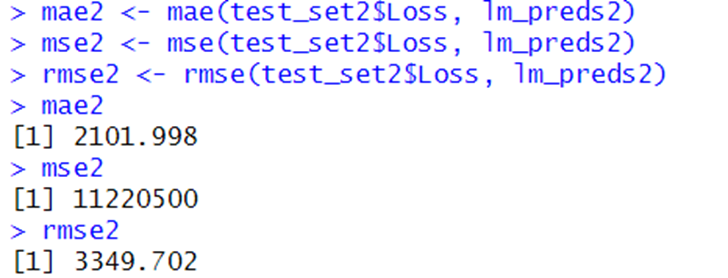 > mae2 <- mae(test_set2$Loss, lm_preds2)
> mse2 <- mse(test_set2$Loss, lm_preds2)
> rmse2 <- rmse(test_set2$Loss, lm_preds2)
> mae2
[1] 2101.998
> mse2
[1] 11220500
> rmse2
[1] 3349.702